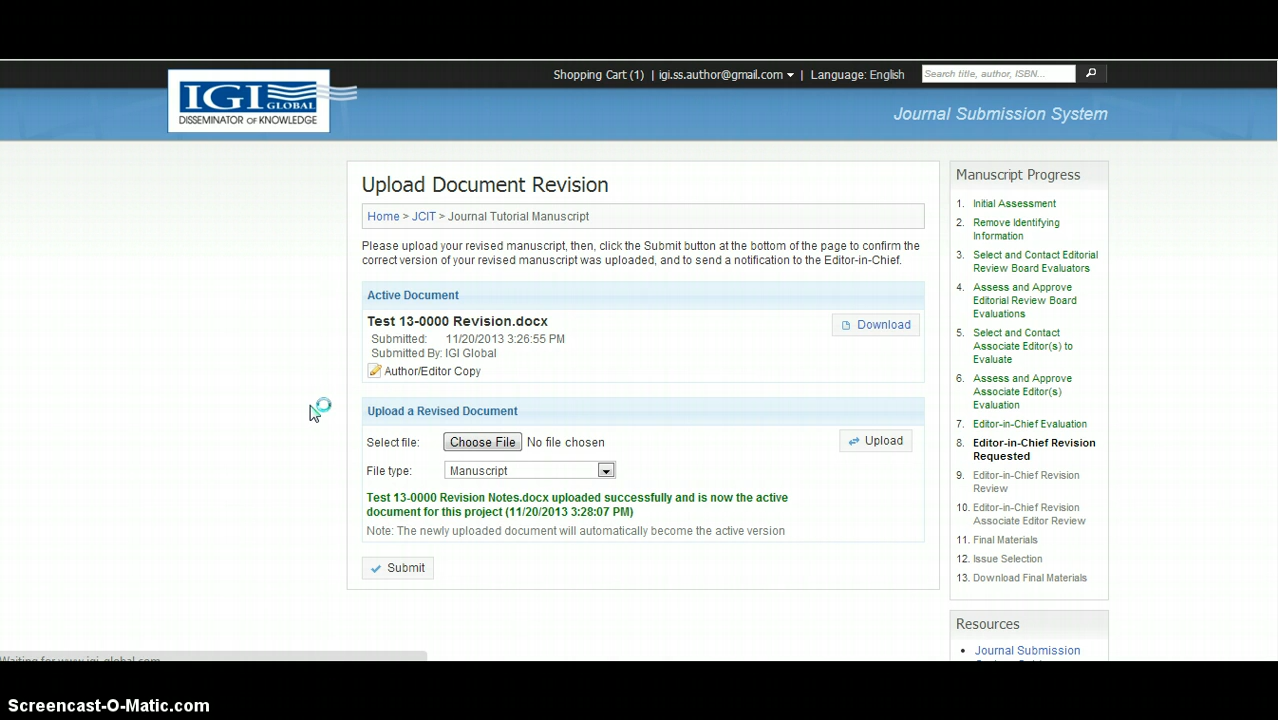 Shopping Cart (1) | igi.ss.author@gmail.com | Language: English
Search title, author, ISBN...
IGI GLOBAL
DISSEMINATOR OF KNOWLEDGE
Journal Submission System
Upload Document Revision
Home > JCIT > Journal Tutorial Manuscript
Please upload your revised manuscript, then, click the Submit button at the bottom of the page to confirm the
correct version of your revised manuscript was uploaded, and to send a notification to the Editor-in-Chief.
Active Document
Test 13-0000 Revision.docx
Download
Submitted: 11/20/2013 3:26:55 PM
Submitted By: IGI Global
Author/Editor Copy
Upload a Revised Document
Select file: Choose File No file chosen
Upload
File type: Manuscript
Test 13-0000 Revision Notes.docx uploaded successfully and is now the active
document for this project (11/20/2013 3:28:07 PM)
Note: The newly uploaded document will automatically become the active version
Submit
Manuscript Progress
1. Initial Assessment
2. Remove Identifying
Information
3. Select and Contact Editorial
Review Board Evaluators
4. Assess and Approve
Editorial Review Board
Evaluations
5. Select and Contact
Associate Editor(s) to
Evaluate
6. Assess and Approve
Associate Editor(s)
Evaluation
7. Editor-in-Chief Evaluation
8. Editor-in-Chief Revision
Requested
9. Editor-in-Chief Revision
Review
10. Editor-in-Chief Revision
Associate Editor Review
11. Final Materials
12. Issue Selection
13. Download Final Materials
Resources
Journal Submission
Waiting for www.igi-global.com
Screencast-O-Matic.com